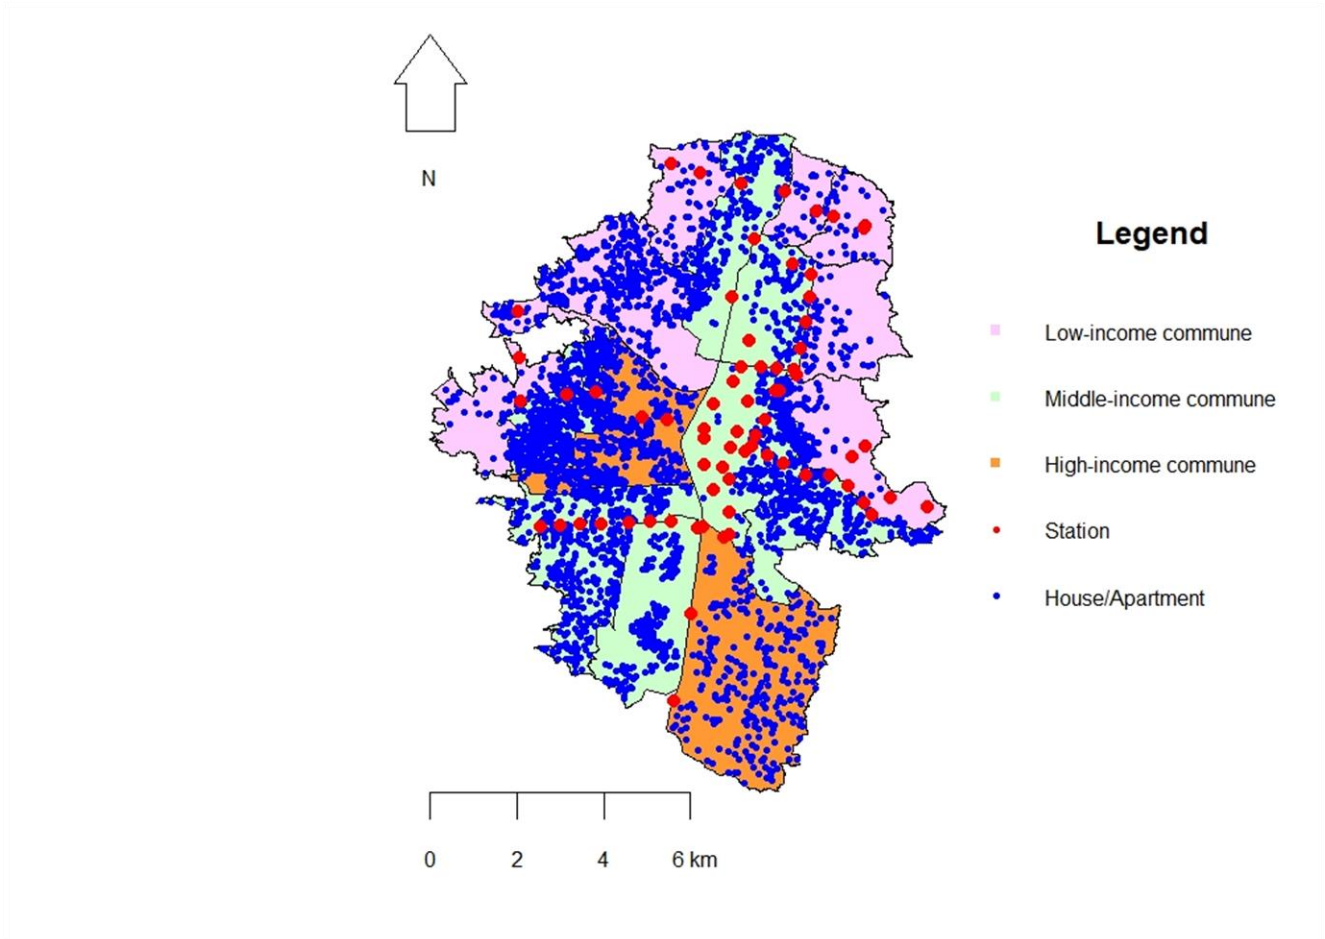 N
Legend
Low-income commune
Middle-income commune
High-income commune
Station
House/Apartment
0 2 4 6 km